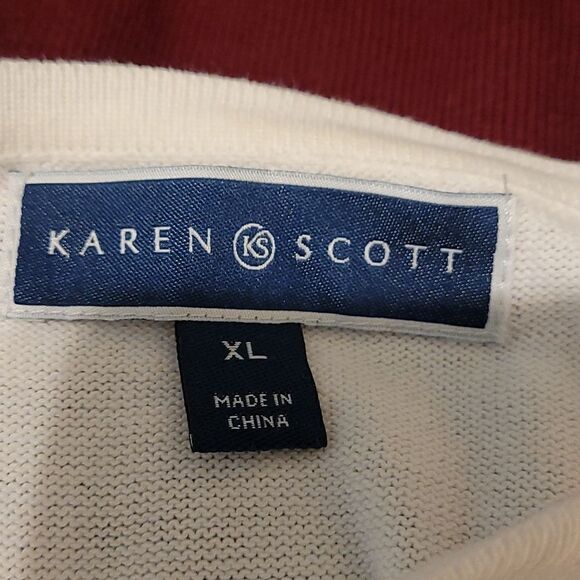 KAREN KS SCOTT
XL
MADE IN
CHINA